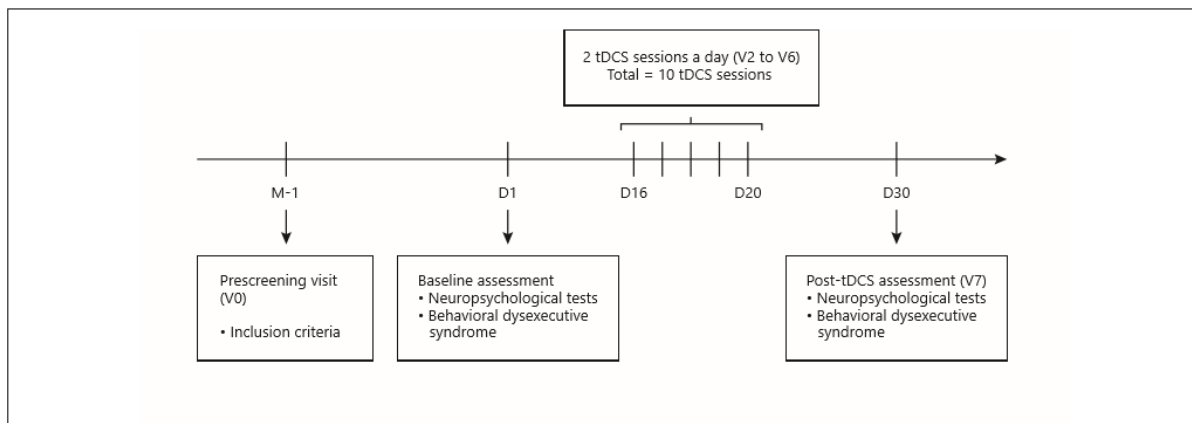 2 tDCS sessions a day (V2 to V6)
Total = 10 tDCS sessions
M-1
D1
D16
D20
D30
Prescreening visit
(V0)
• Inclusion criteria
Baseline assessment
• Neuropsychological tests
• Behavioral dysexecutive
syndrome
Post-tDCS assessment (V7)
• Neuropsychological tests
• Behavioral dysexecutive
syndrome